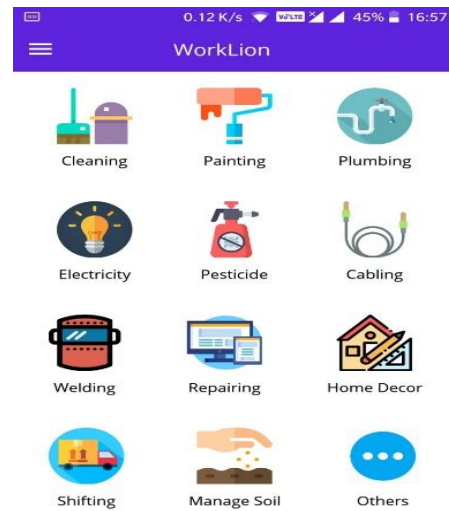 0.12 K/s VoLTE 45% 16:57
WorkLion
Cleaning Painting Plumbing
Electricity Pesticide Cabling
Welding Repairing Home Decor
Shifting Manage Soil Others